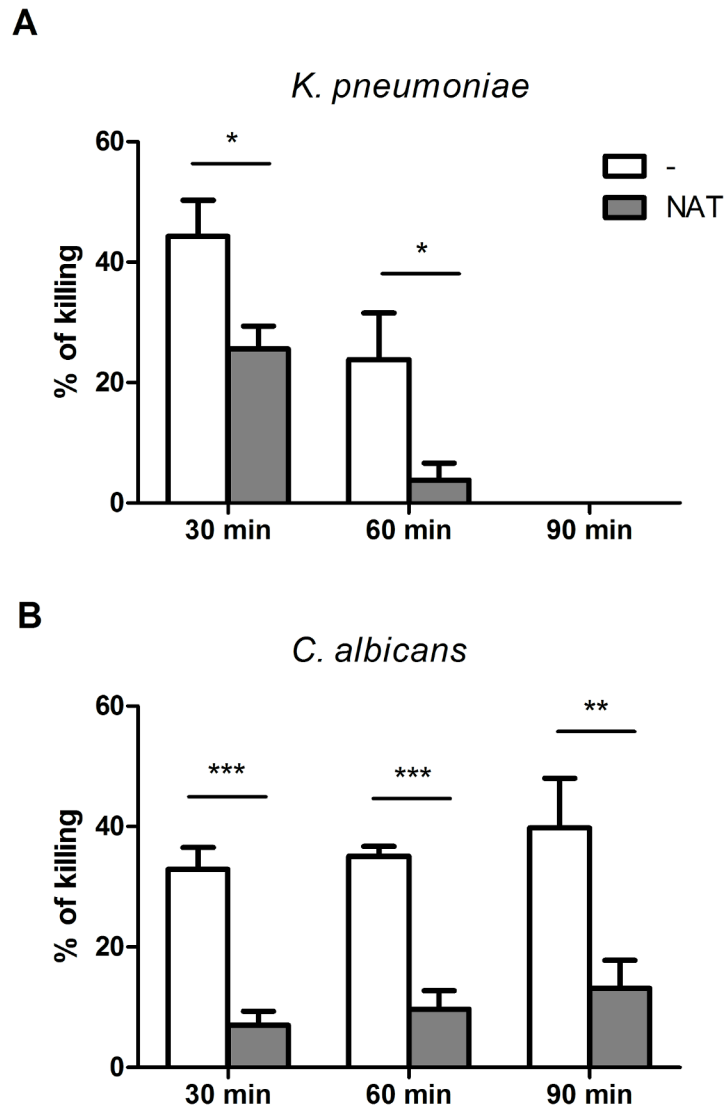 A
K. pneumoniae
60
40
20
0
% of killing
*
*
-
NAT
30 min
60 min
90 min
B
C. albicans
60
40
20
0
% of killing
***
***
**
30 min
60 min
90 min